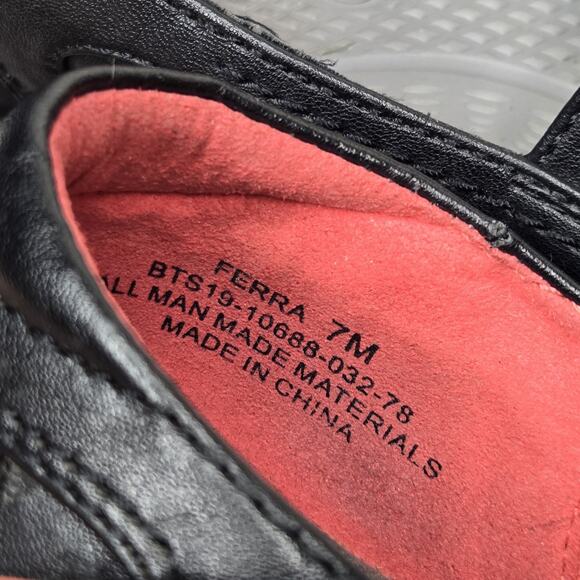 FERRA 7M
BTS19-10688-032-78
ALL MAN MADE MATERIALS
MADE IN CHINA